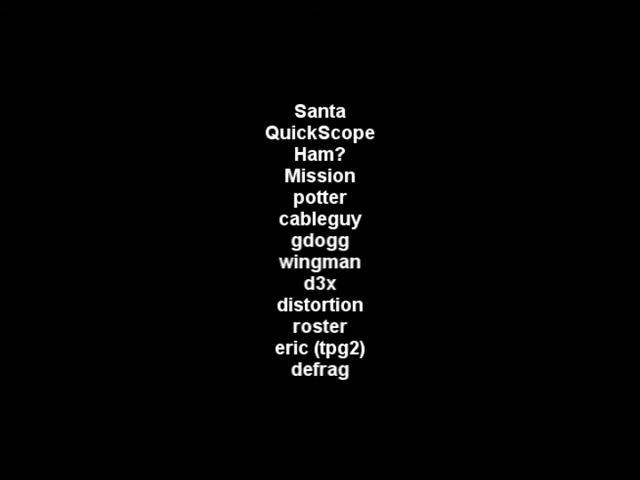 Santa
QuickScope
Ham?
Mission
potter
cableguy
gdogg
wingman
d3x
distortion
roster
eric (tpg2)
defrag